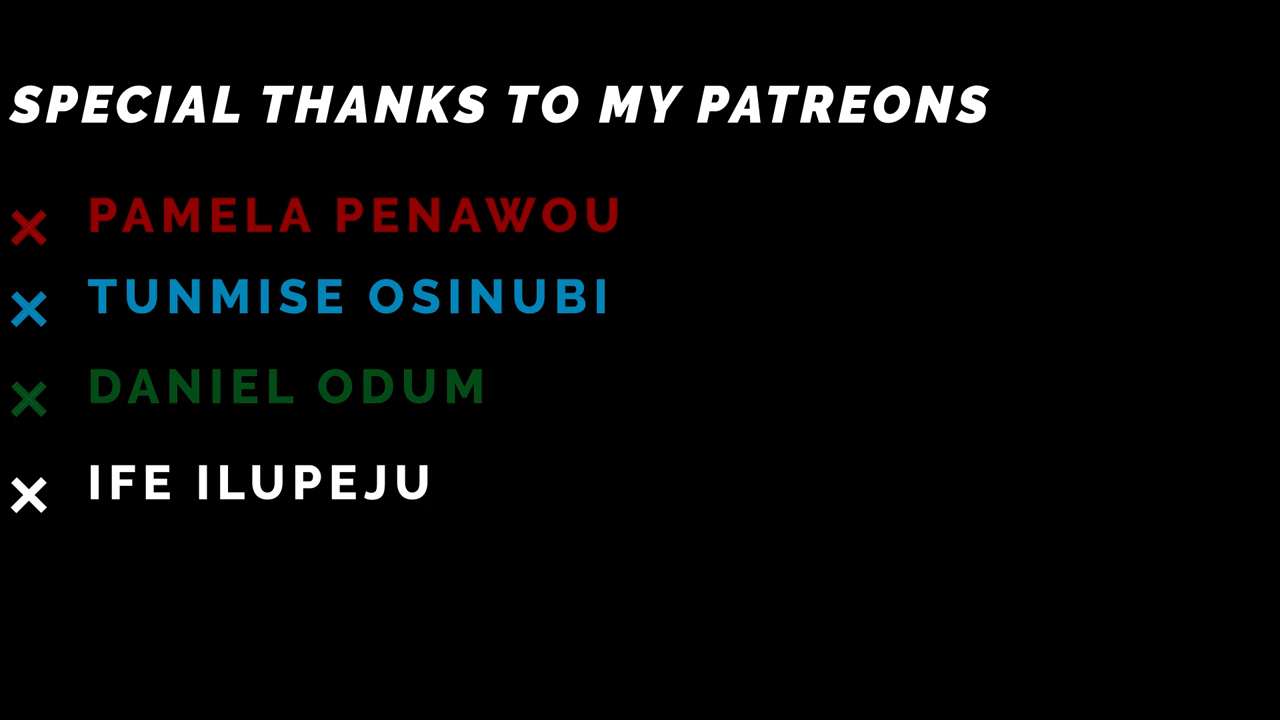 SPECIAL THANKS TO MY PATREONS
× PAMELA PENAWOU
× TUNMISE OSINUBI
× DANIEL ODUM
× IFE ILUPEJU